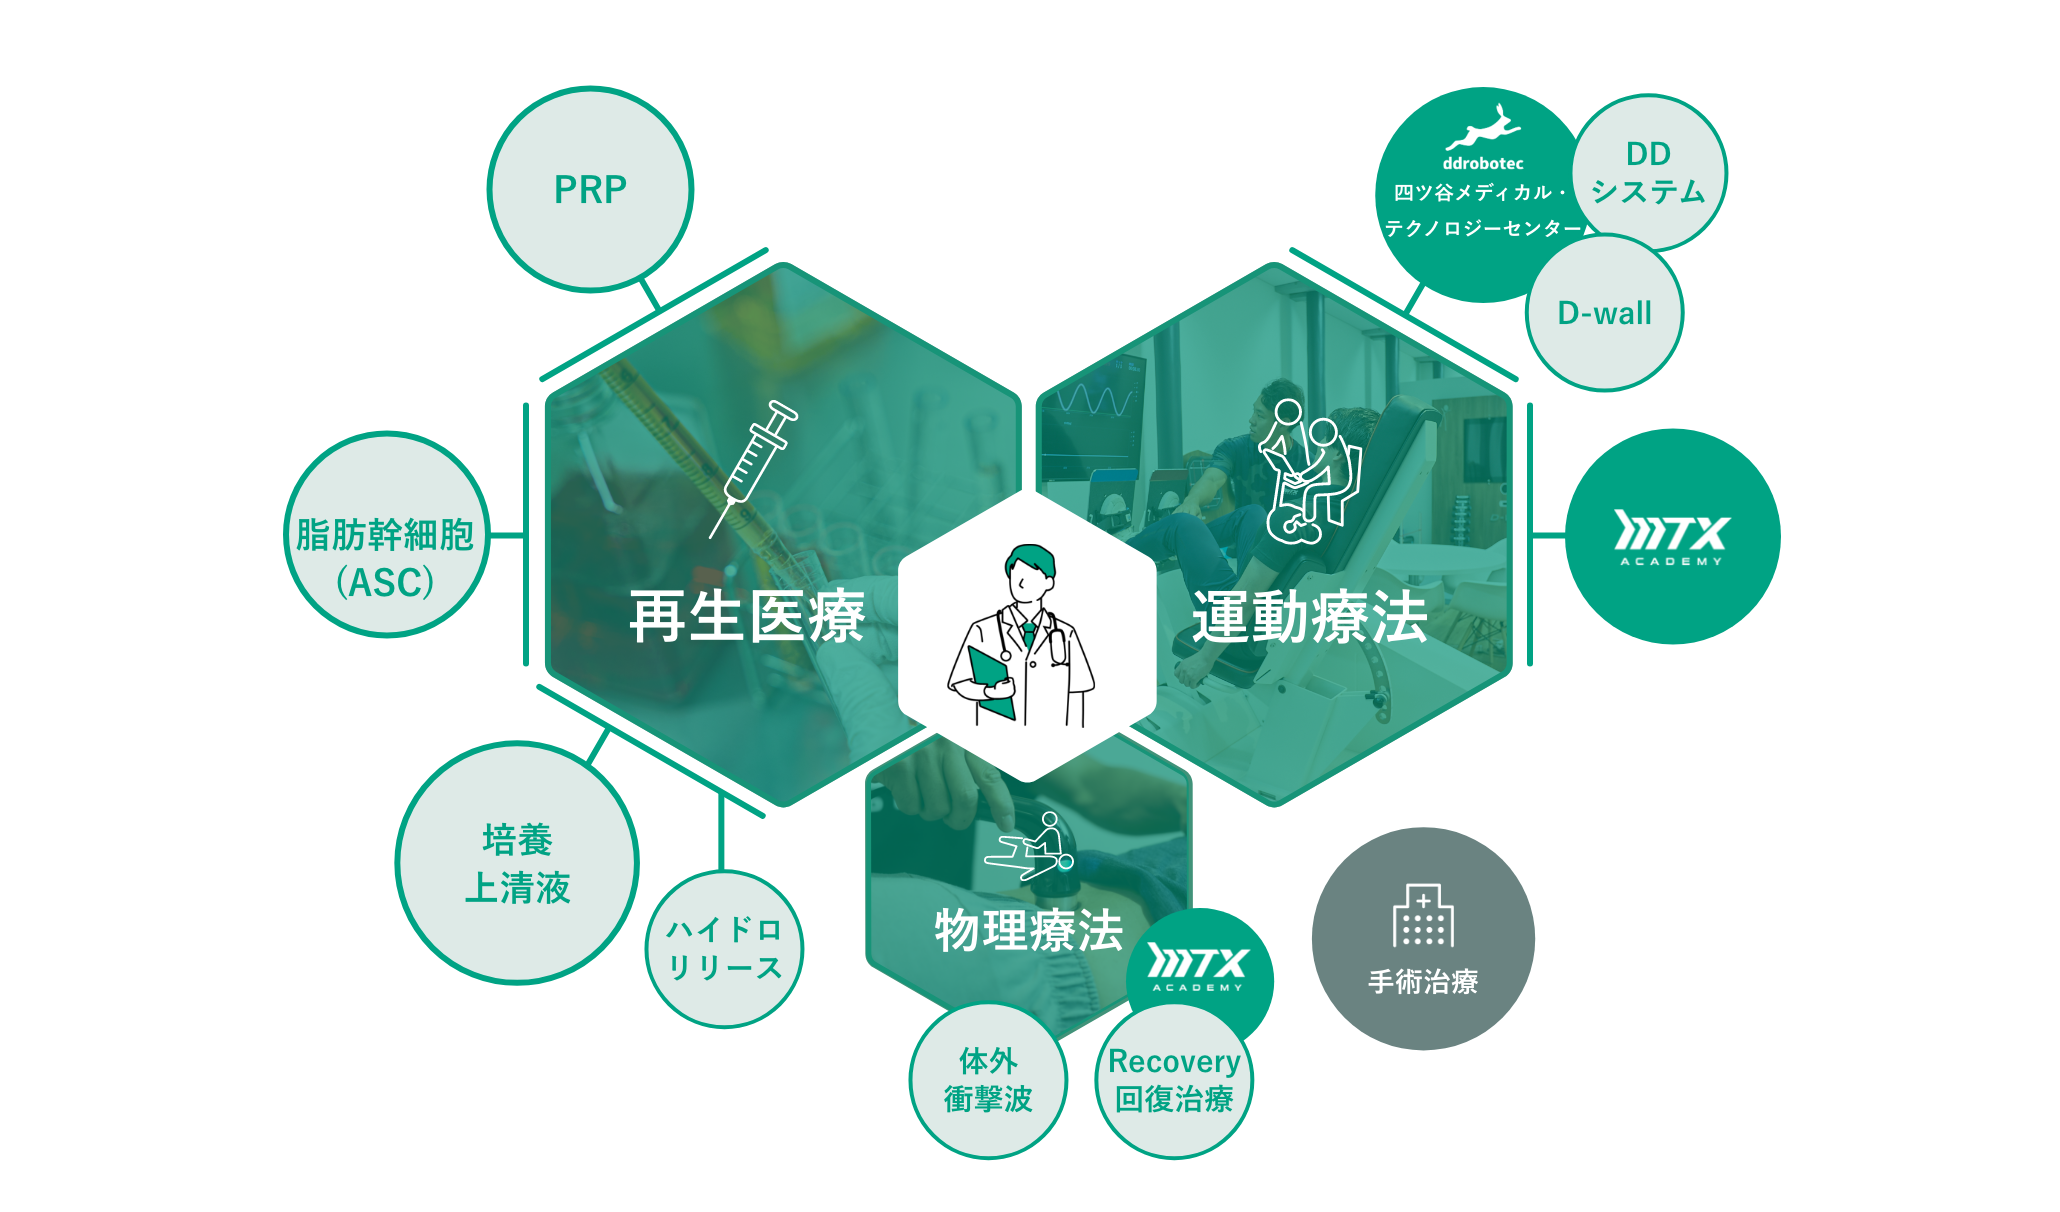 PRP
脂肪幹細胞
(ASC)
培養
上清液
ハイドロ
リリース
再生医療
ddrobotec
四ツ谷メディカル・
テクノロジーセンター
DD
システム
D-wall
MTX
ACADEMY
運動療法
物理療法
MTX
ACADEMY
体外
衝撃波
Recovery
回復治療
手術治療